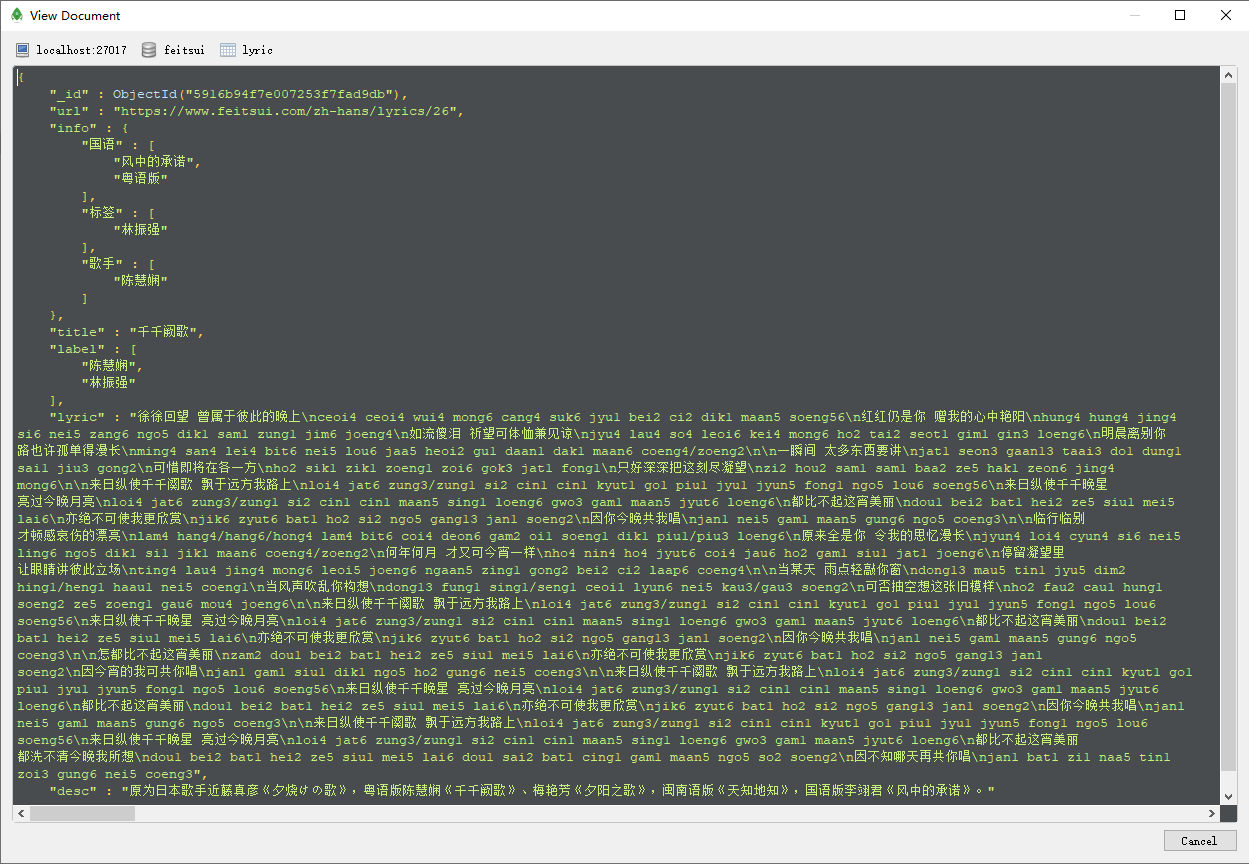 View Document
localhost:27017 feitsui lyric
{
"_id" : ObjectId("5916b94f7e007253f7fad9db"),
"url" : "https://www.feitsui.com/zh-hans/lyrics/26",
"info" : {
"国语" : [
"风中的承诺",
"粤语版"
],
"标签" : [
"林振强"
],
"歌手" : [
"陈慧娴"
]
},
"title" : "千千阙歌",
"label" : [
"陈慧娴",
"林振强"
],
"lyric" : "徐徐回望 曾属于彼此的晚上\nceoi4 ceoi4 wui4 mong6 cang4 suk6 jyu1 bei2 ci2 dik1 maan5 soeng56\n红红仍是你 赠我的心中艳阳\nhung4 hung4 jing4
si6 nei5 zang6 ngo5 dik1 sam1 zung1 jim6 joeng4\n如流傻泪 祈望可体恤兼见谅\njyu4 lau4 so4 leoi6 kei4 mong6 ho2 tai2 seot1 gim1 gin3 loeng6\n明晨离别你
路也许孤单得漫长\nming4 san4 lei4 bit6 nei5 lou6 jaa5 heoi2 gu1 daan1 dak1 maan6 coeng4/zoeng2\n\n一瞬间 太多东西要讲\njat1 seon3 gaan13 taai3 do1 dung1
sai1 jiu3 gong2\n可惜即将在各一方\nho2 sik1 zik1 zoeng1 zoi6 gok3 jat1 fong1\n只好深深把这刻尽凝望\nzi2 hou2 sam1 sam1 baa2 ze5 hak1 zeon6 jing4
mong6\n\n来日纵使千千阕歌 飘于远方我路上\nloi4 jat6 zung3/zung1 si2 cin1 cin1 kyut1 go1 piu1 jyu1 jyun5 fong1 ngo5 lou6 soeng56\n来日纵使千千晚星
亮过今晚月亮\nloi4 jat6 zung3/zung1 si2 cin1 cin1 maan5 sing1 loeng6 gwo3 gam1 maan5 jyut6 loeng6\n都比不起这宵美丽\ndou1 bei2 bat1 hei2 ze5 siu1 mei5
lai6\n亦绝不可使我更欣赏\njik6 zyut6 bat1 ho2 si2 ngo5 gang13 jan1 soeng2\n因你今晚共我唱\njan1 nei5 gam1 maan5 gung6 ngo5 coeng3\n\n临行临别
才顿感哀伤的漂亮\nlam4 hang4/hang6/hong4 lam4 bit6 coi4 deon6 gam2 oi1 soeng1 dik1 piu1/piu3 loeng6\n原来全是你 令我的思忆漫长\njyun4 loi4 cyun4 si6 nei5
ling6 ngo5 dik1 si1 jik1 maan6 coeng4/zoeng2\n何年何月 才又可今宵一样\nho4 nin4 ho4 jyut6 coi4 jau6 ho2 gam1 siu1 jat1 joeng6\n停留凝望里
让眼睛讲彼此立场\nting4 lau4 jing4 mong6 leoi5 joeng6 ngaan5 zing1 gong2 bei2 ci2 laap6 coeng4\n\n当某天 雨点轻敲你窗\ndong13 mau5 tin1 jyu5 dim2
hing1/heng1 haau1 nei5 coeng1\n当风声吹乱你构想\ndong13 fung1 sing1/seng1 ceoi1 lyun6 nei5 kau3/gau3 soeng2\n可否抽空想这张旧模样\nho2 fau2 cau1 hung1
soeng2 ze5 zoeng1 gau6 mou4 joeng6\n\n来日纵使千千阕歌 飘于远方我路上\nloi4 jat6 zung3/zung1 si2 cin1 cin1 kyut1 go1 piu1 jyu1 jyun5 fong1 ngo5 lou6
soeng56\n来日纵使千千晚星 亮过今晚月亮\nloi4 jat6 zung3/zung1 si2 cin1 cin1 maan5 sing1 loeng6 gwo3 gam1 maan5 jyut6 loeng6\n都比不起这宵美丽\ndou1 bei2
bat1 hei2 ze5 siu1 mei5 lai6\n亦绝不可使我更欣赏\njik6 zyut6 bat1 ho2 si2 ngo5 gang13 jan1 soeng2\n因你今晚共我唱\njan1 nei5 gam1 maan5 gung6 ngo5
coeng3\n\n怎都比不起这宵美丽\nzam2 dou1 bei2 bat1 hei2 ze5 siu1 mei5 lai6\n亦绝不可使我更欣赏\njik6 zyut6 bat1 ho2 si2 ngo5 gang13 jan1
soeng2\n因今宵的我可共你唱\njan1 gam1 siu1 dik1 ngo5 ho2 gung6 nei5 coeng3\n\n来日纵使千千阕歌 飘于远方我路上\nloi4 jat6 zung3/zung1 si2 cin1 cin1 kyut1 go1
piu1 jyu1 jyun5 fong1 ngo5 lou6 soeng56\n来日纵使千千晚星 亮过今晚月亮\nloi4 jat6 zung3/zung1 si2 cin1 cin1 maan5 sing1 loeng6 gwo3 gam1 maan5 jyut6
loeng6\n都比不起这宵美丽\ndou1 bei2 bat1 hei2 ze5 siu1 mei5 lai6\n亦绝不可使我更欣赏\njik6 zyut6 bat1 ho2 si2 ngo5 gang13 jan1 soeng2\n因你今晚共我唱\njan1
nei5 gam1 maan5 gung6 ngo5 coeng3\n\n来日纵使千千阕歌 飘于远方我路上\nloi4 jat6 zung3/zung1 si2 cin1 cin1 kyut1 go1 piu1 jyu1 jyun5 fong1 ngo5 lou6
soeng56\n来日纵使千千晚星 亮过今晚月亮\nloi4 jat6 zung3/zung1 si2 cin1 cin1 maan5 sing1 loeng6 gwo3 gam1 maan5 jyut6 loeng6\n都比不起这宵美丽
都洗不清今晚我所想\ndou1 bei2 bat1 hei2 ze5 siu1 mei5 lai6 dou1 sai2 bat1 cing1 gam1 maan5 ngo5 so2 soeng2\n因不知哪天再共你唱\njan1 bat1 zi1 naa5 tin1
zoi3 gung6 nei5 coeng3",
"desc" : "原为日本歌手近藤真彦《夕焼けの歌》，粤语版陈慧娴《千千阙歌》、梅艳芳《夕阳之歌》，闽南语版《天知地知》，国语版李翊君《风中的承诺》。"
Cancel